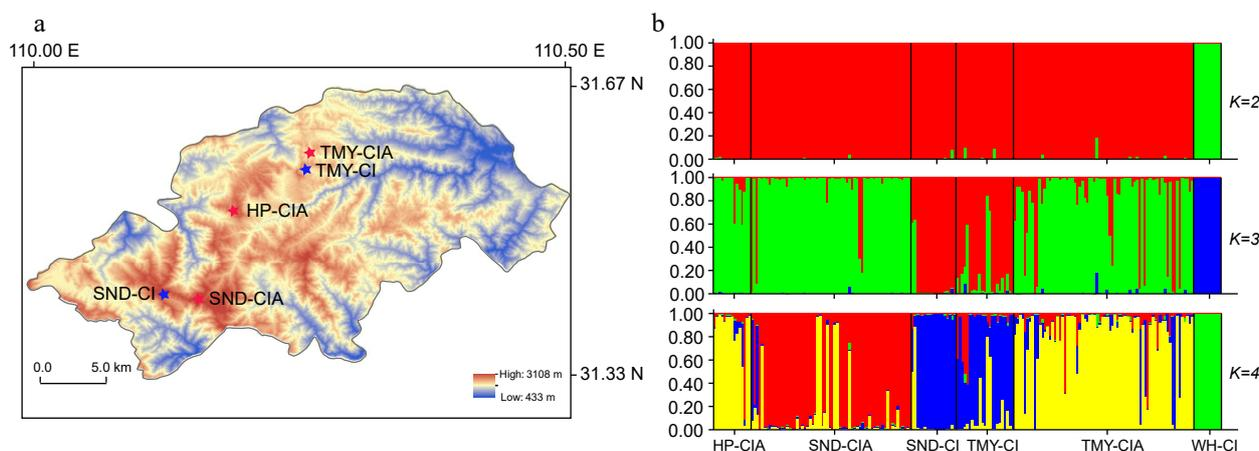 a
110.00 E 110.50 E
31.67 N
TMY-CIA
TMY-CI
HP-CIA
SND-CI
SND-CIA
0.0 5.0 km
High: 3108 m
Low: 433 m
31.33 N
b
1.00
0.80
0.60
0.40
0.20
0.00
K=2
1.00
0.80
0.60
0.40
0.20
0.00
K=3
1.00
0.80
0.60
0.40
0.20
0.00
K=4
HP-CIA SND-CIA SND-CI TMY-CI TMY-CIA WH-CI